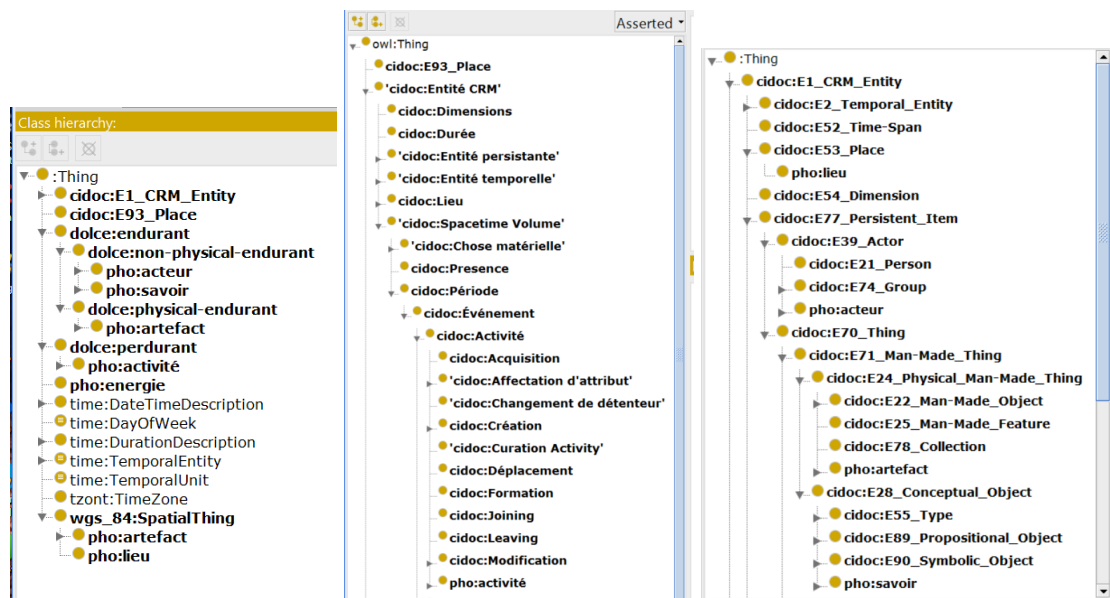 Class hierarchy:
:Thing
cidoc:E1_CRM_Entity
cidoc:E93_Place
dolce:endurant
dolce:non-physical-endurant
pho:acteur
pho:savoir
dolce:physical-endurant
pho:artefact
dolce:perdurant
pho:activité
pho:energie
time:DateTimeDescription
time:DayOfWeek
time:DurationDescription
time:TemporalEntity
time:TemporalUnit
tzont:TimeZone
wgs_84:SpatialThing
pho:artefact
pho:lieu
Asserted
owl:Thing
cidoc:E93_Place
'cidoc:Entité CRM'
cidoc:Dimensions
cidoc:Durée
'cidoc:Entité persistante'
'cidoc:Entité temporelle'
cidoc:Lieu
'cidoc:Spacetime Volume'
'cidoc:Chose matérielle'
cidoc:Presence
cidoc:Période
cidoc:Événement
cidoc:Activité
cidoc:Acquisition
'cidoc:Affectation d'attribut'
'cidoc:Changement de détenteur'
cidoc:Création
'cidoc:Curation Activity'
cidoc:Déplacement
cidoc:Formation
cidoc:Joining
cidoc:Leaving
cidoc:Modification
pho:activité
:Thing
cidoc:E1_CRM_Entity
cidoc:E2_Temporal_Entity
cidoc:E52_Time-Span
cidoc:E53_Place
pho:lieu
cidoc:E54_Dimension
cidoc:E77_Persistent_Item
cidoc:E39_Actor
cidoc:E21_Person
cidoc:E74_Group
pho:acteur
cidoc:E70_Thing
cidoc:E71_Man-Made_Thing
cidoc:E24_Physical_Man-Made_Thing
cidoc:E22_Man-Made_Object
cidoc:E25_Man-Made_Feature
cidoc:E78_Collection
pho:artefact
cidoc:E28_Conceptual_Object
cidoc:E55_Type
cidoc:E89_Propositional_Object
cidoc:E90_Symbolic_Object
pho:savoir